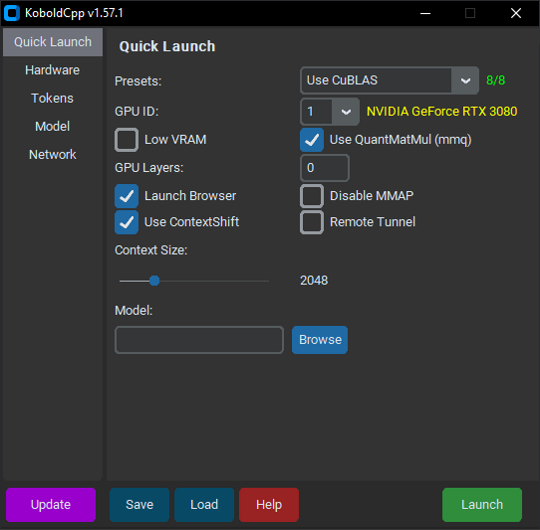 KoboldCpp v1.57.1
Quick Launch
Hardware
Tokens
Model
Network
Quick Launch
Presets: Use CuBLAS 8/8
GPU ID: 1 NVIDIA GeForce RTX 3080
Low VRAM Use QuantMatMul (mmq)
GPU Layers: 0
Launch Browser Disable MMAP
Use ContextShift Remote Tunnel
Context Size:
2048
Model:
Browse
Update Save Load Help Launch